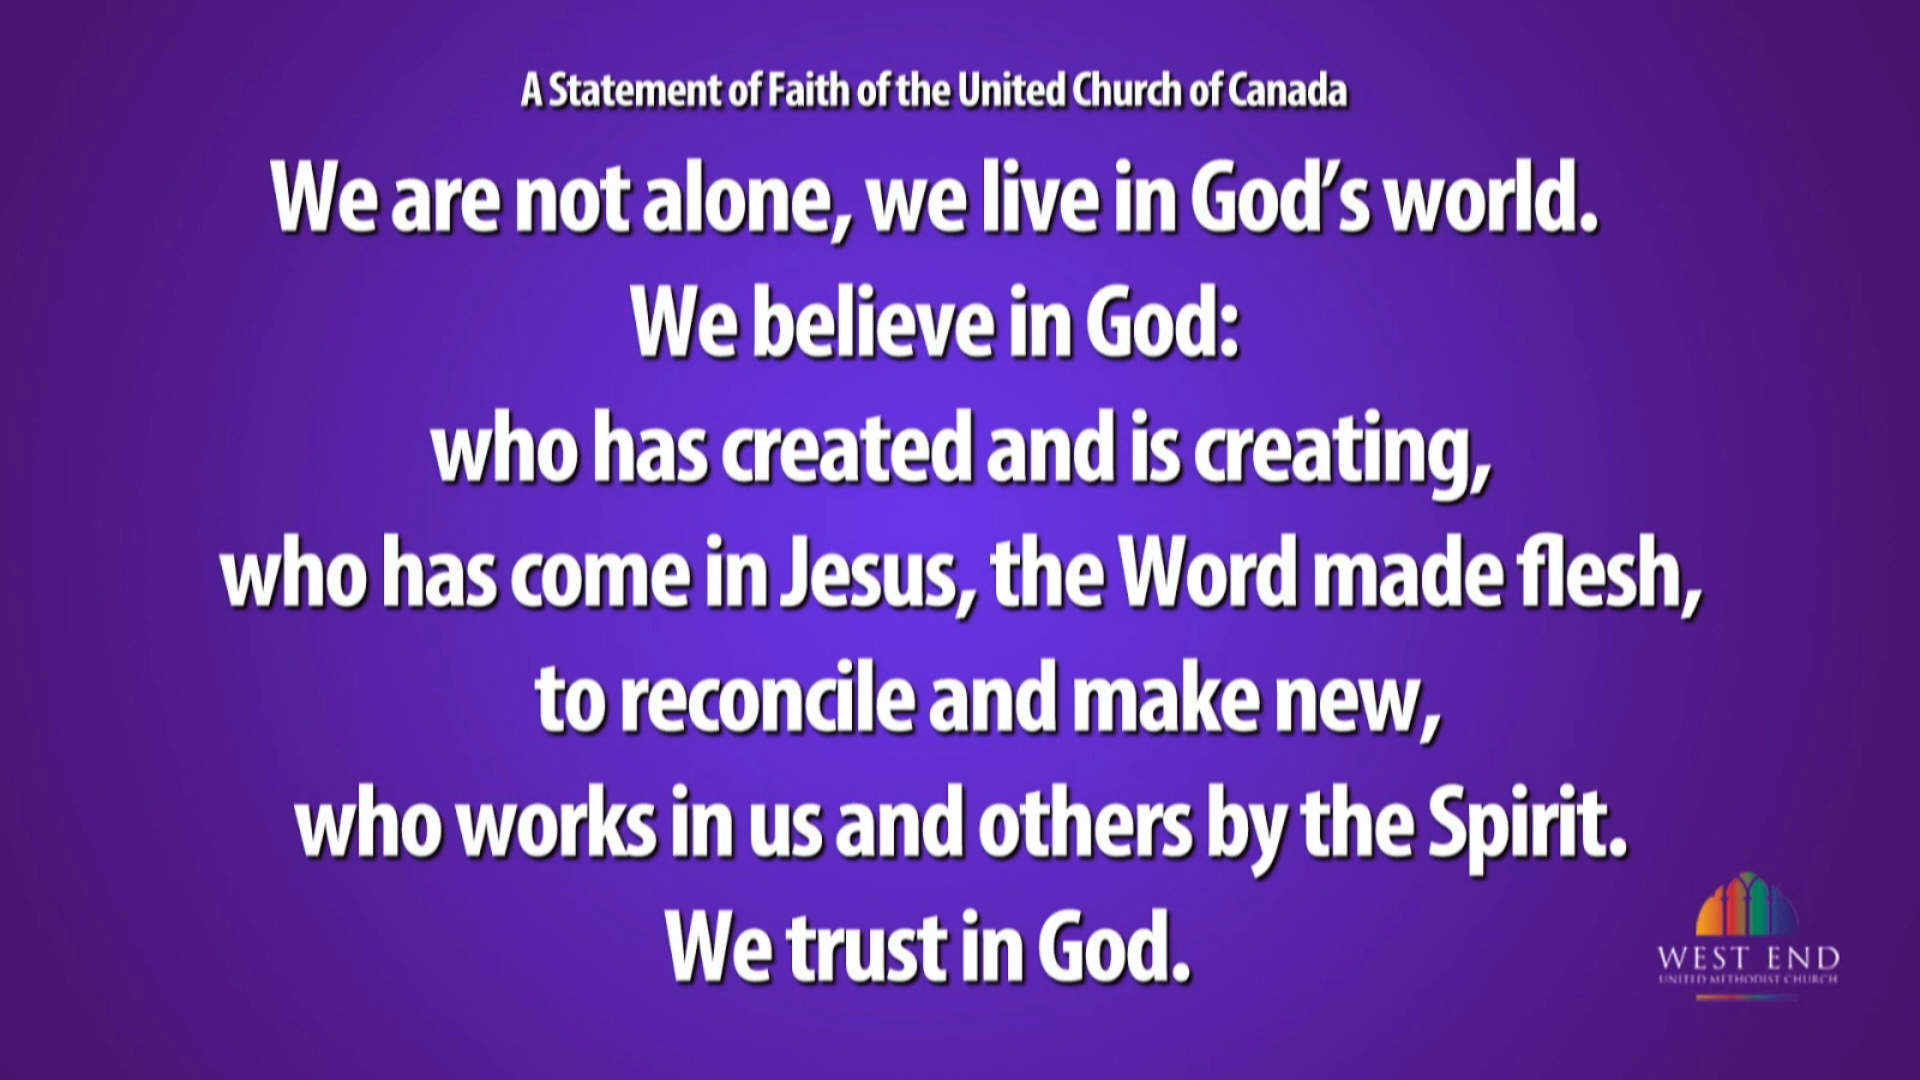 A Statement of Faith of the United Church of Canada
We are not alone, we live in God’s world.
We believe in God:
who has created and is creating,
who has come in Jesus, the Word made flesh,
to reconcile and make new,
who works in us and others by the Spirit.
We trust in God.
WEST END
UNITED METHODIST CHURCH